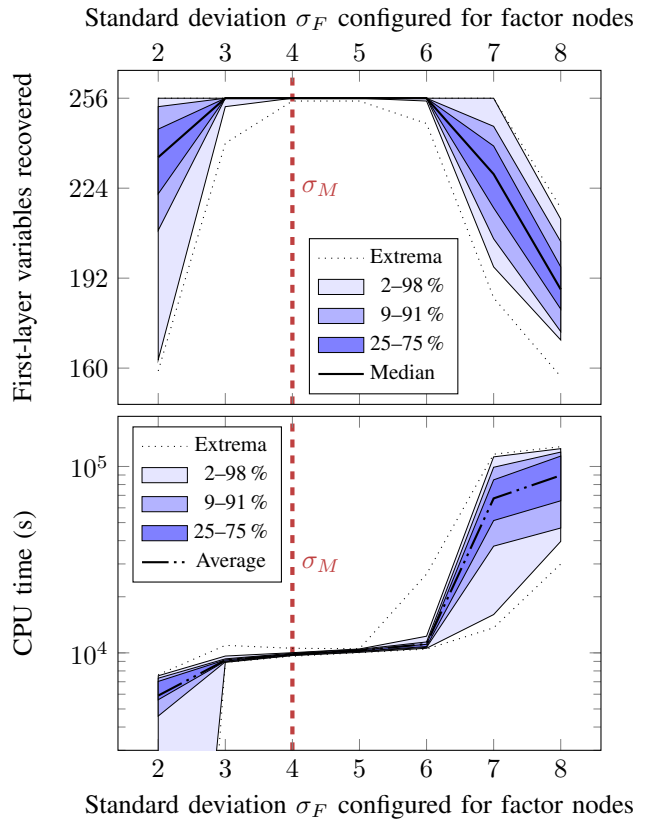 Standard deviation σ_F configured for factor nodes
2 3 4 5 6 7 8
First-layer variables recovered
256
224
192
160
σ_M
Extrema
2–98 %
9–91 %
25–75 %
Median
CPU time (s)
10^5
10^4
Extrema
2–98 %
9–91 %
25–75 %
Average
σ_M
2 3 4 5 6 7 8
Standard deviation σ_F configured for factor nodes